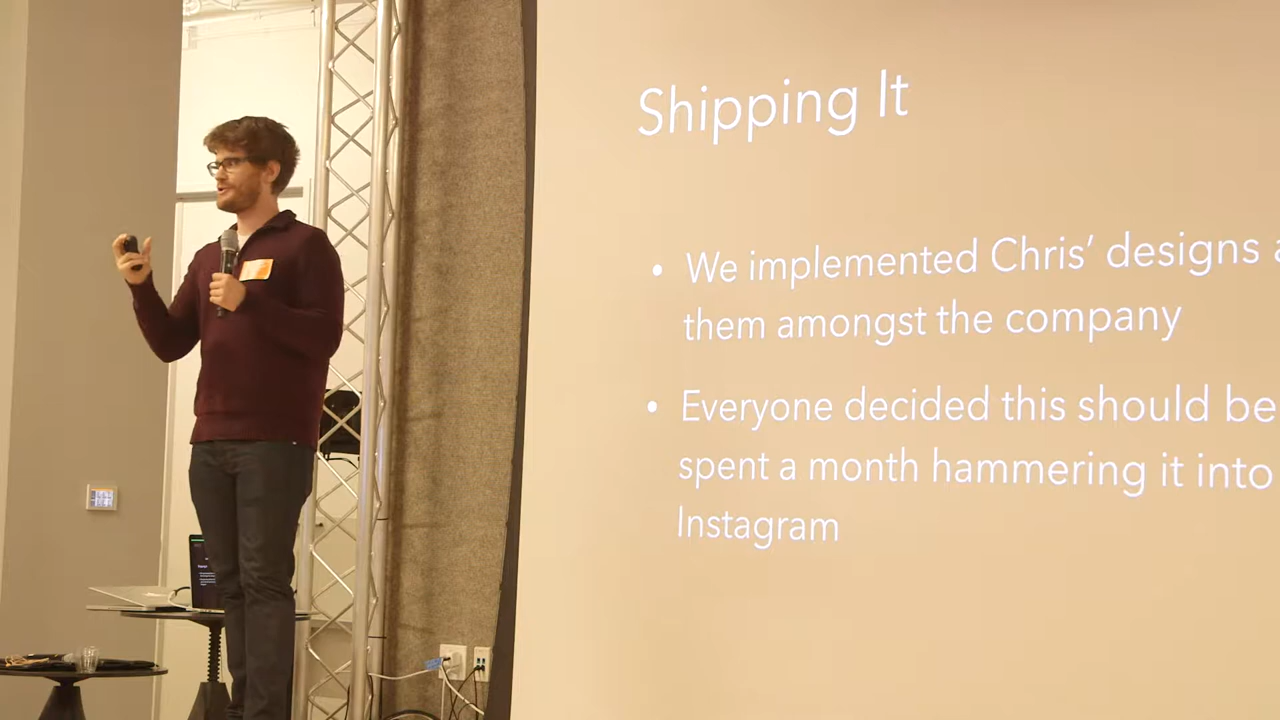 Shipping It
• We implemented Chris' designs
them amongst the company
• Everyone decided this should be
spent a month hammering it into
Instagram